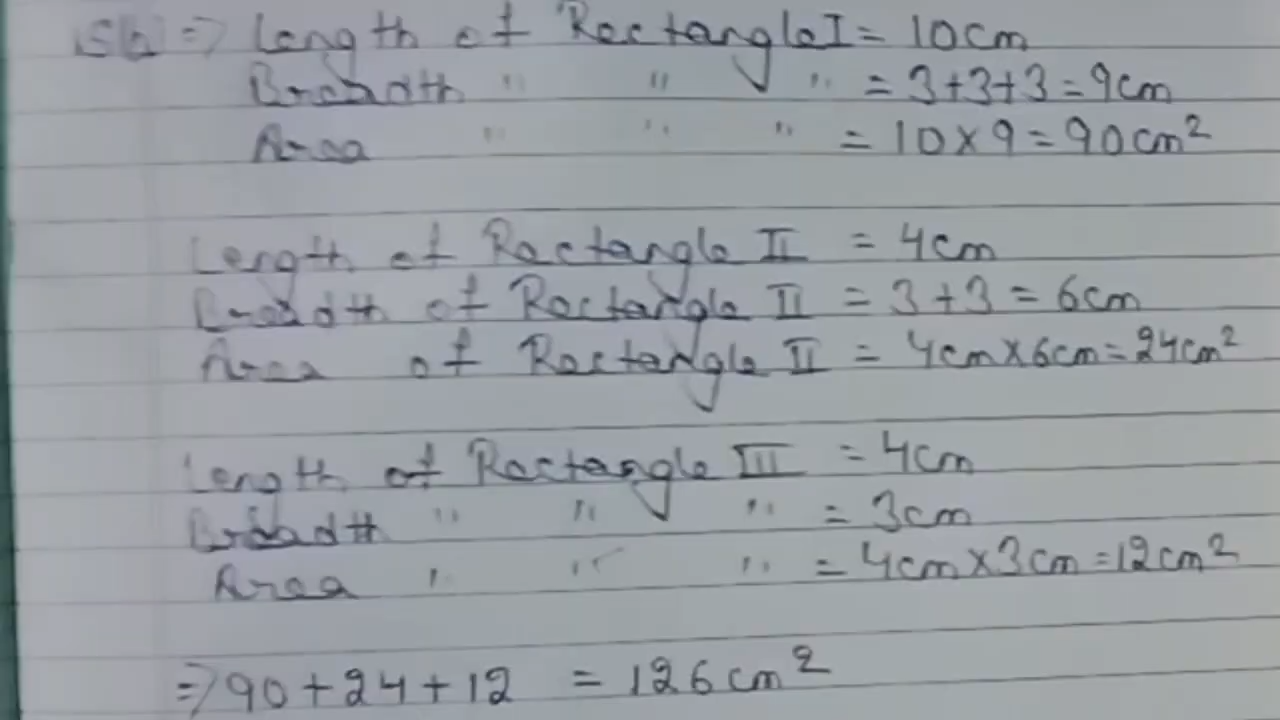 5b) => Length of Rectangle I = 10cm
Breadth " " " = 3+3+3 = 9cm
Area " " " = 10×9 = 90cm²
Length of Rectangle II = 4cm
Breadth of Rectangle II = 3+3 = 6cm
Area of Rectangle II = 4cm×6cm = 24cm²
Length of Rectangle III = 4cm
Breadth " " " = 3cm
Area " " " = 4cm×3cm = 12cm²
=> 90+24+12 = 126cm²